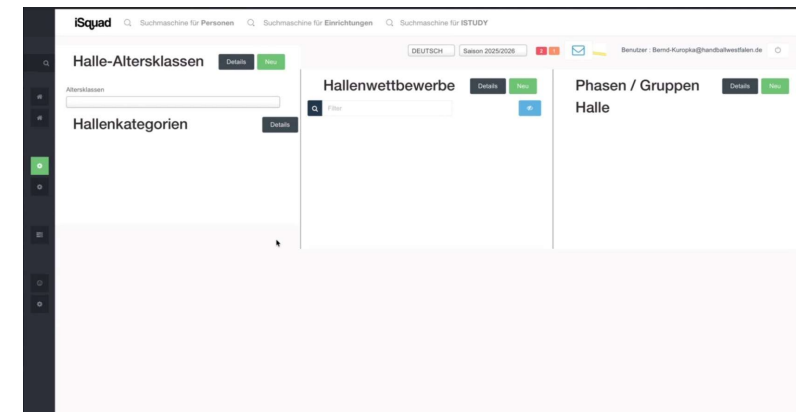 iSquad Suchmaschine für Personen Suchmaschine für Einrichtungen Suchmaschine für ISTUDY
DEUTSCH Saison 2025/2026 Benutzer : Bernd-Kuropka@handballwestfalen.de
Halle-Altersklassen Details Neu
Altersklassen
Hallenkategorien Details
Hallenwettbewerbe Details Neu
Filter
Phasen / Gruppen Details Neu
Halle